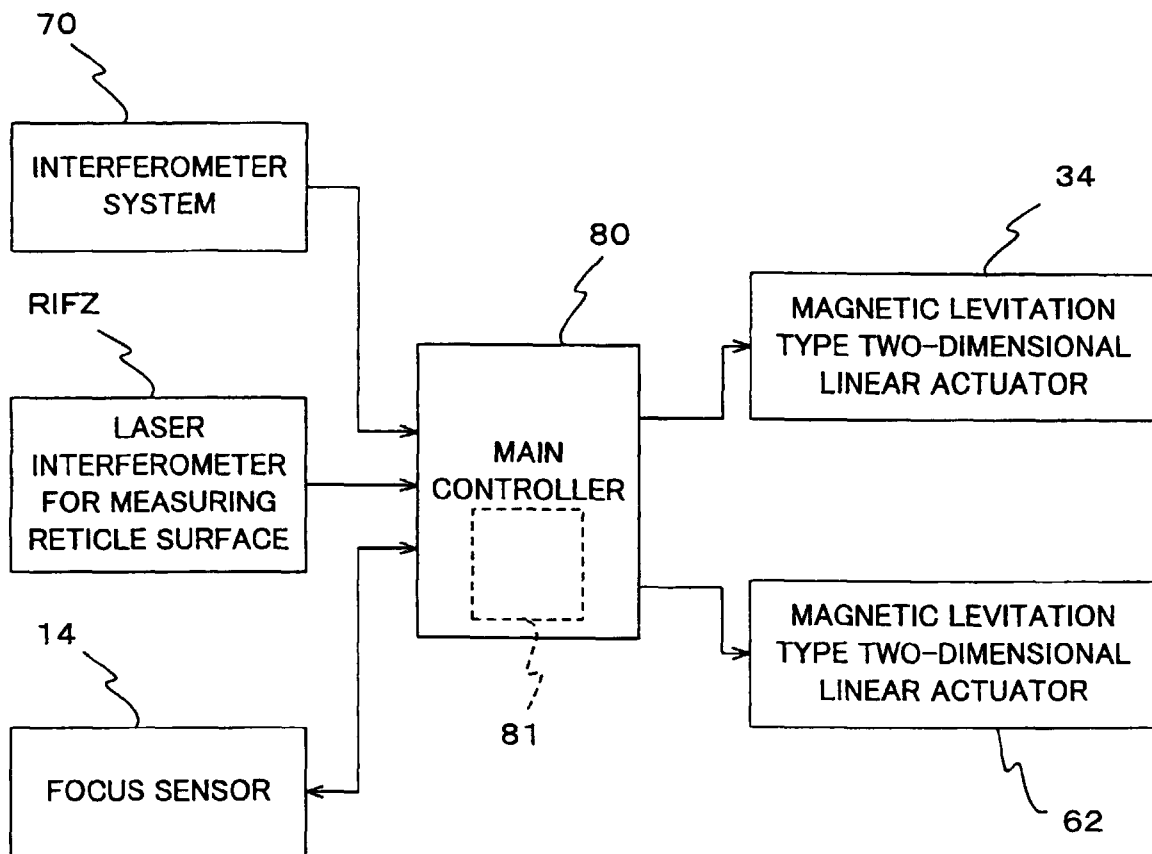 70
INTERFEROMETER
SYSTEM
RIFZ
LASER
INTERFEROMETER
FOR MEASURING
RETICLE SURFACE
14
FOCUS SENSOR
80
MAIN
CONTROLLER
81
34
MAGNETIC LEVITATION
TYPE TWO-DIMENSIONAL
LINEAR ACTUATOR
MAGNETIC LEVITATION
TYPE TWO-DIMENSIONAL
LINEAR ACTUATOR
62